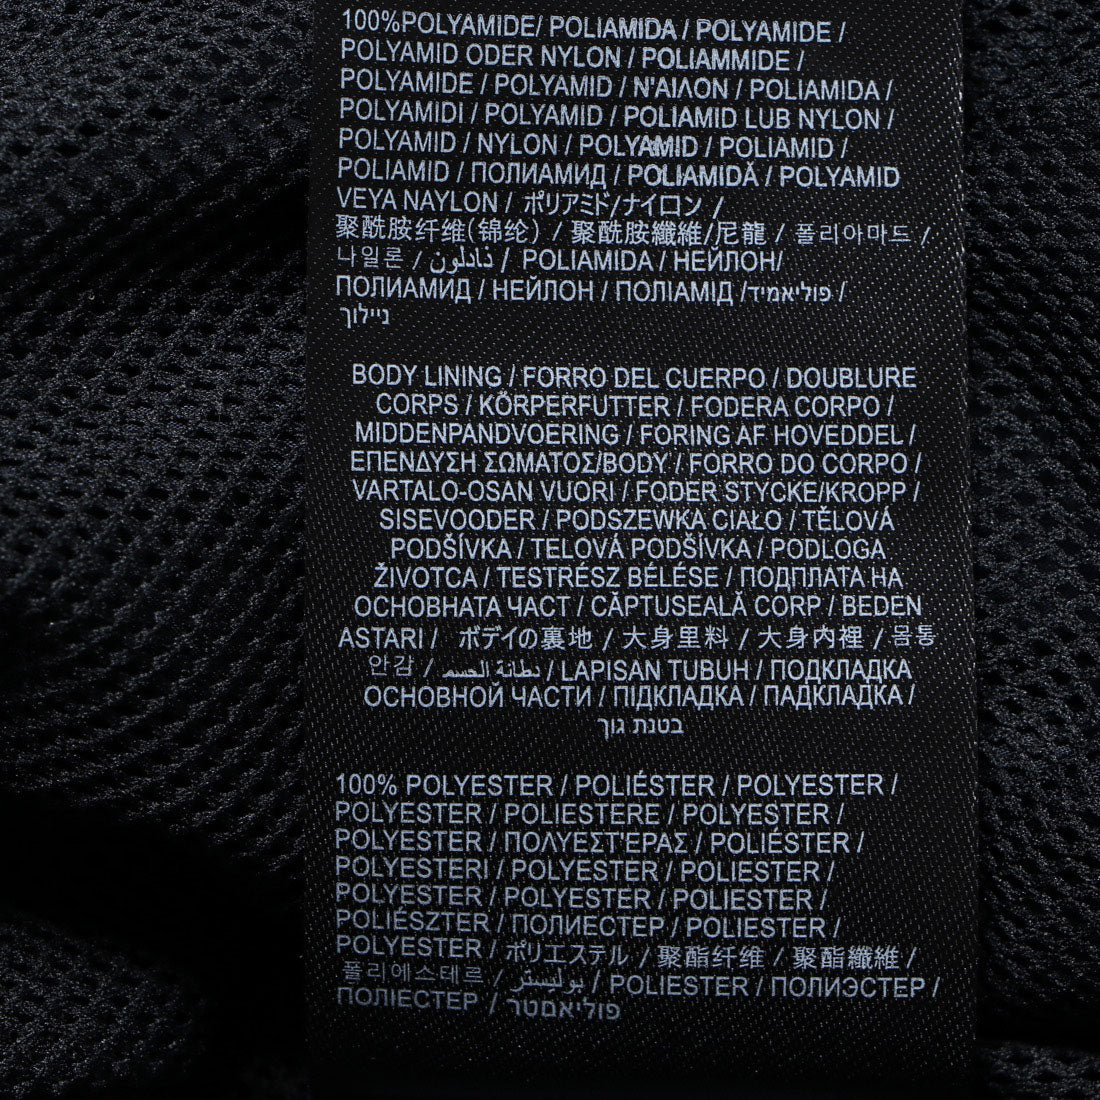 100%POLYAMIDE/ POLIAMIDA / POLYAMIDE /
POLYAMID ODER NYLON / POLIAMMIDE /
POLYAMIDE / POLYAMID / Ν'ΑΙΛΟΝ / POLIAMIDA /
POLYAMIDI / POLYAMID / POLIAMID LUB NYLON /
POLYAMID / NYLON / POLYAMID / POLIAMID /
POLIAMID / ПОЛИАМИД / POLIAMIDĂ / POLYAMID
VEYA NAYLON / ポリアミド/ナイロン /
聚酰胺纤维(锦纶) / 聚酰胺纖維/尼龍 / 폴리아마드 /
나일론 / ذادلون / POLIAMIDA / НЕЙЛОН/
ПОЛИАМИД / НЕЙЛОН / ПОЛІАМІД /פוליאמיד /
ניילוך
BODY LINING / FORRO DEL CUERPO / DOUBLURE
CORPS / KÖRPERFUTTER / FODERA CORPO /
MIDDENPANDVOERING / FORING AF HOVEDDEL /
ΕΠΕΝΔΥΣΗ ΣΩΜΑΤΟΣ/BODY / FORRO DO CORPO /
VARTALO-OSAN VUORI / FODER STYCKE/KROPP /
SISEVOODER / PODSZEWKA CIAŁO / TĚLOVÁ
PODŠÍVKA / TELOVÁ PODŠÍVKA / PODLOGA
ŽIVOTCA / TESTRÉSZ BÉLÉSE / ПОДПЛАТА НА
ОСНОВНАТА ЧАСТ / CĂPTUSEALĂ CORP / BEDEN
ASTARI / ボデイの裏地 / 大身里料 / 大身内裡 / 몸통
안감 / بطانة الجسم / LAPISAN TUBUH / ПОДКЛАДКА
ОСНОВНОЙ ЧАСТИ / ПІДКЛАДКА / ПАДКЛАДКА /
בטנת גוך
100% POLYESTER / POLIÉSTER / POLYESTER /
POLYESTER / POLIESTERE / POLYESTER /
POLYESTER / ΠΟΛΥΕΣΤ'ΕΡΑΣ / POLIÉSTER /
POLYESTERI / POLYESTER / POLIESTER /
POLYESTER / POLYESTER / POLIESTER /
POLIÉSZTER / ПОЛИЕСТЕР / POLIESTER /
POLYESTER / ポリエステル / 聚酯纤维 / 聚酯纖維 /
폴리에스테르 / بوليستر / POLIESTER / ПОЛИЭСТЕР /
ПОЛІЕСТЕР / פוליאסטר